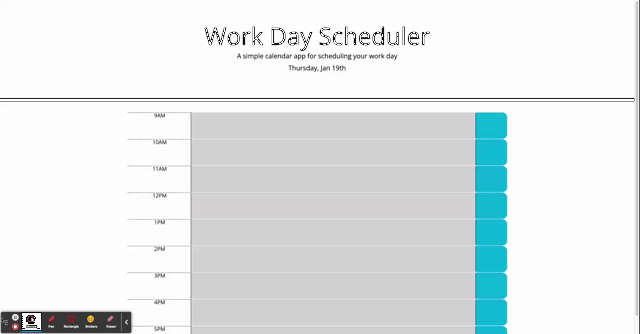 Work Day Scheduler
A simple calendar app for scheduling your work day
Thursday, Jan 19th
9AM
10AM
11AM
12PM
1PM
2PM
3PM
4PM
5PM
Pen Rectangle Stickers Eraser